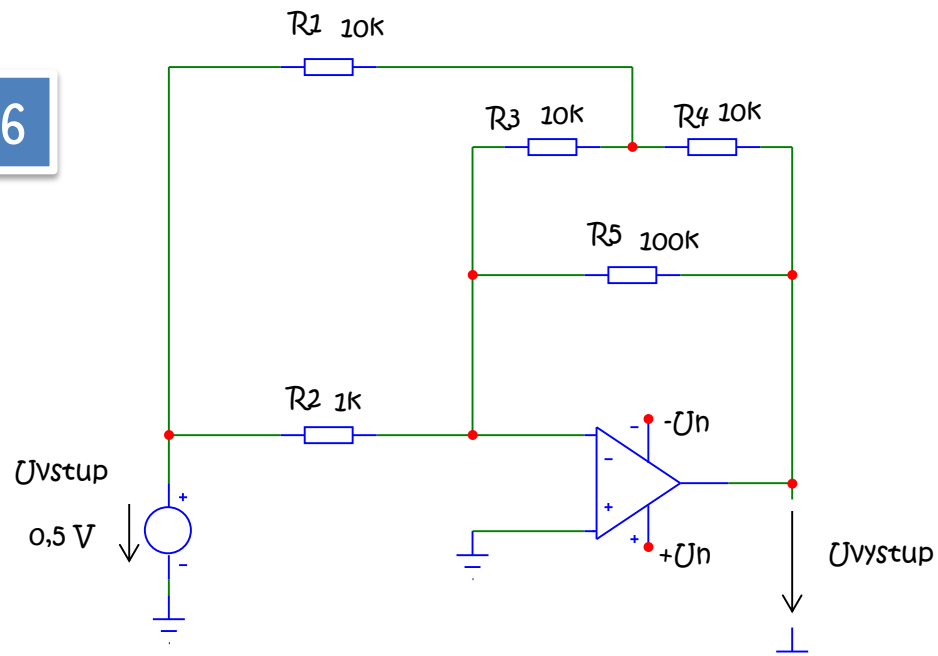 R1 10k
6
R3 10k
R4 10k
R5 100k
R2 1k
-Un
Uvstup
0,5 V
+Un
Uvystup